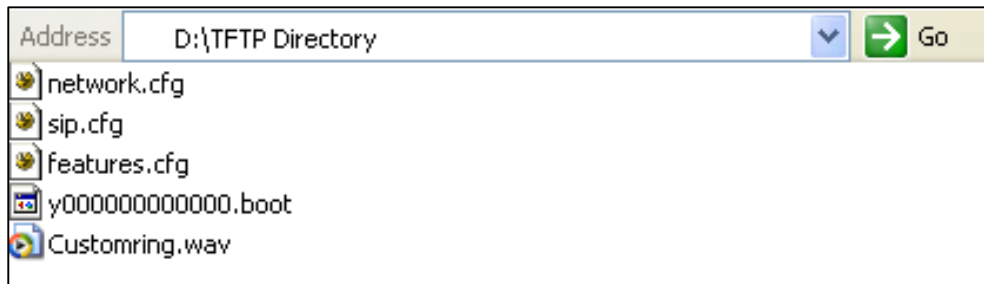 Address D:\TFTP Directory Go
network.cfg
sip.cfg
features.cfg
y000000000000.boot
Customring.wav